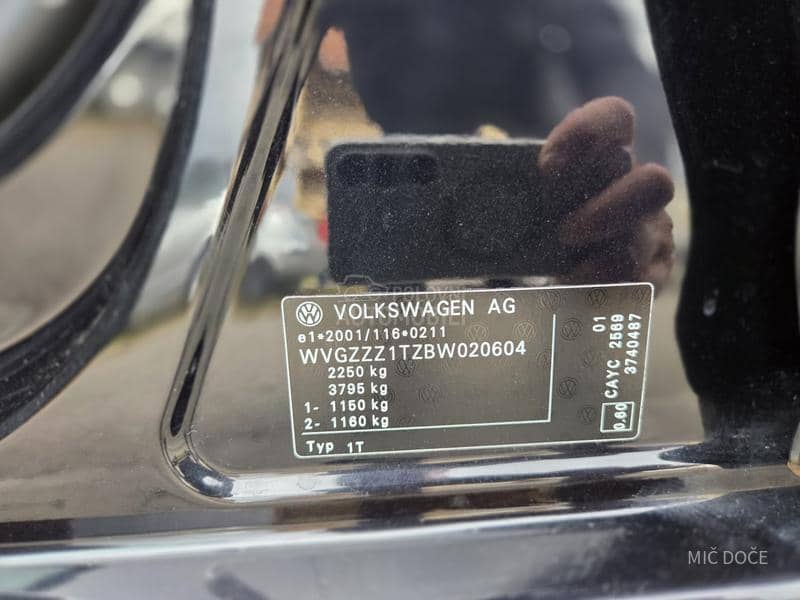 VOLKSWAGEN AG
e1*2001/116*0211
WVGZZZ1TZBW020604
2250 kg
3795 kg
1- 1150 kg
2- 1160 kg
Typ 1T
01
CAYC 2569
3740487
0.60
MIČ DOČE